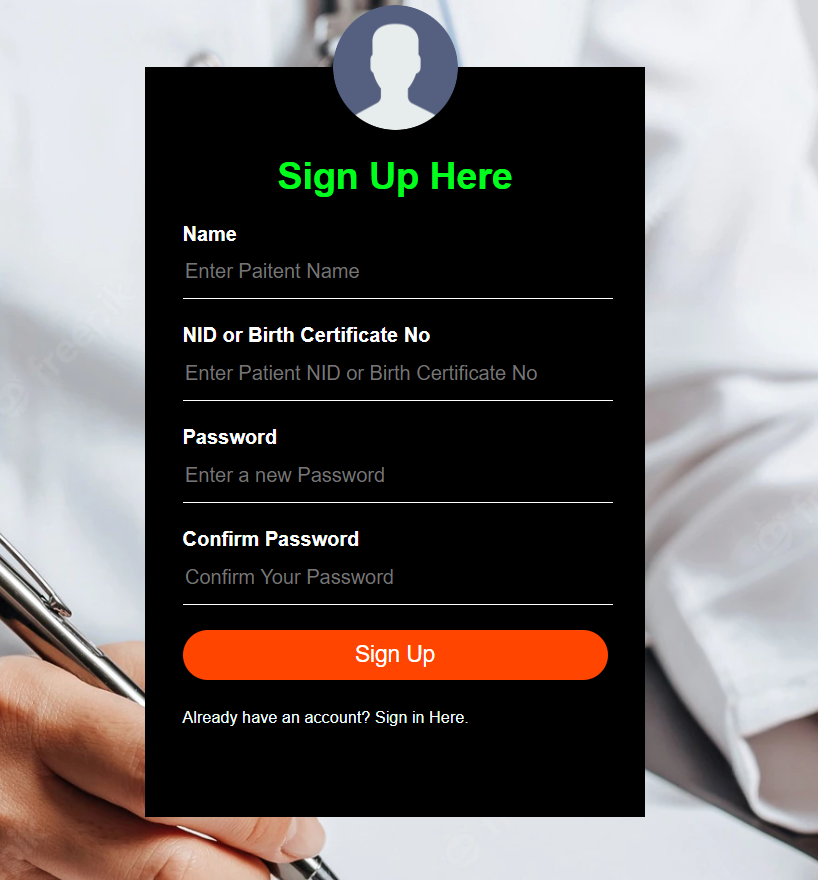 Sign Up Here
Name
Enter Paitent Name
NID or Birth Certificate No
Enter Patient NID or Birth Certificate No
Password
Enter a new Password
Confirm Password
Confirm Your Password
Sign Up
Already have an account? Sign in Here.
freepik